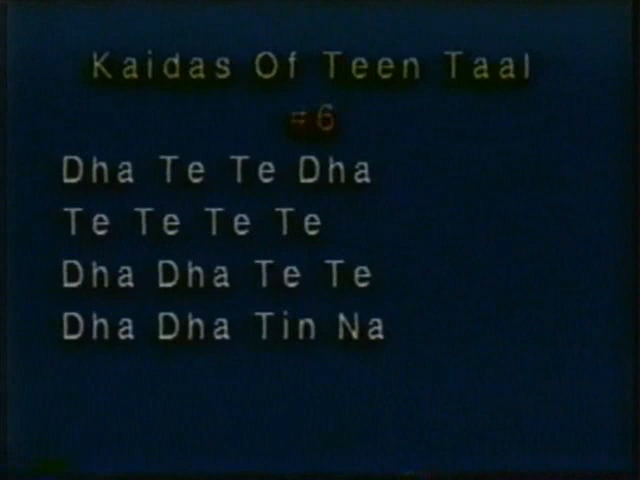 Kaidas Of Teen Taal
#6
Dha Te Te Dha
Te Te Te Te
Dha Dha Te Te
Dha Dha Tin Na